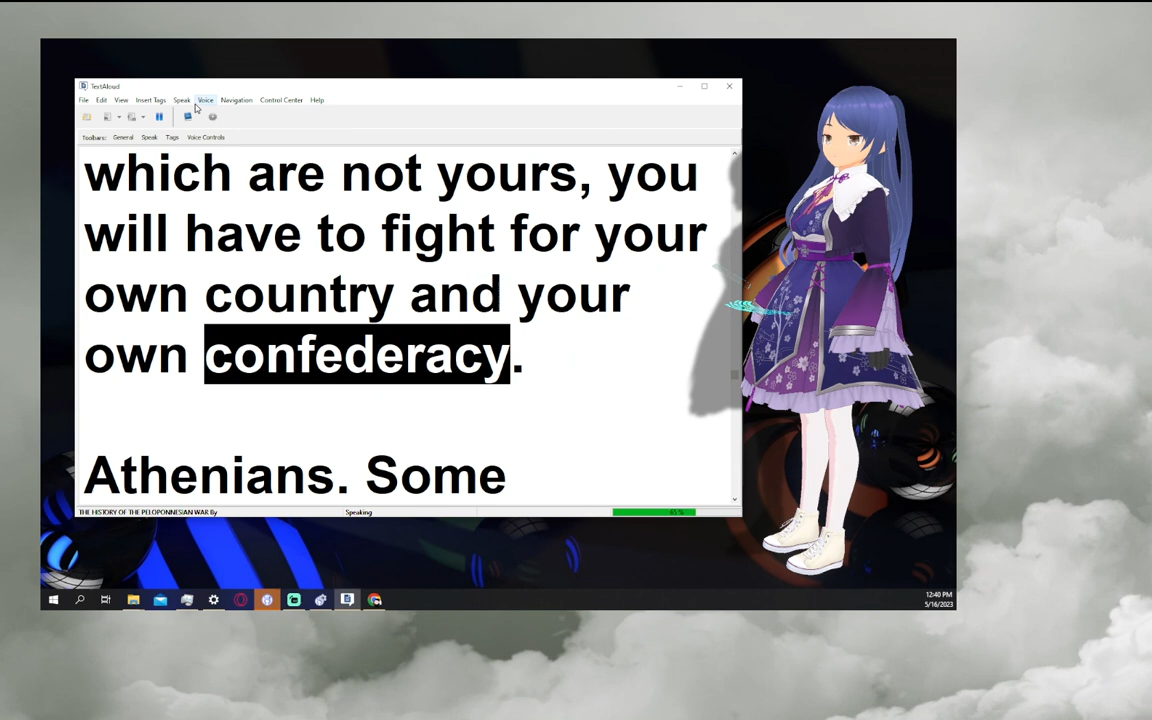 TextAloud
File Edit View Insert Tags Speak Voice Navigation Control Center Help
Toolbars: General Speak Tags Voice Controls
which are not yours, you
will have to fight for your
own country and your
own confederacy.
Athenians. Some
THE HISTORY OF THE PELOPONNESIAN WAR By Speaking 65 %
12:40 PM
5/16/2023